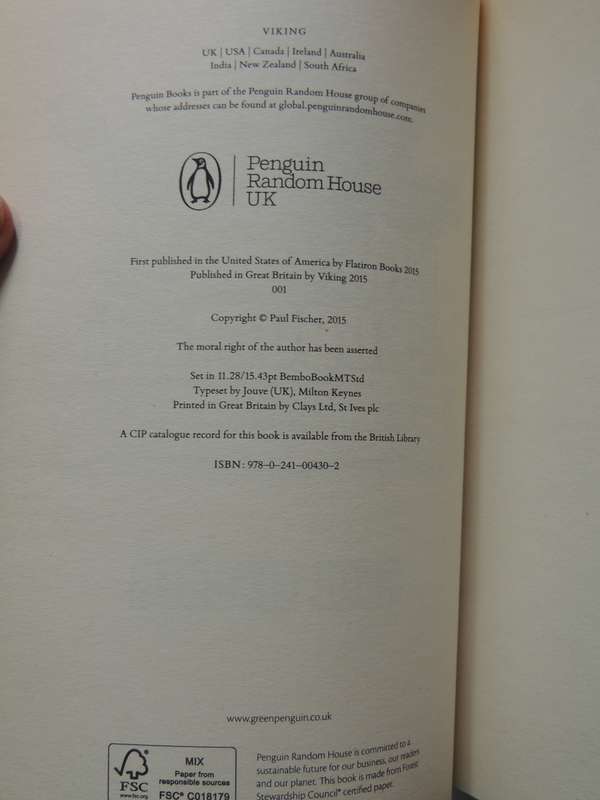 VIKING
UK | USA | Canada | Ireland | Australia
India | New Zealand | South Africa
Penguin Books is part of the Penguin Random House group of companies
whose addresses can be found at global.penguinrandomhouse.com.
Penguin
Random House
UK
First published in the United States of America by Flatiron Books 2015
Published in Great Britain by Viking 2015
001
Copyright © Paul Fischer, 2015
The moral right of the author has been asserted
Set in 11.28/15.43pt BemboBookMTStd
Typeset by Jouve (UK), Milton Keynes
Printed in Great Britain by Clays Ltd, St Ives plc
A CIP catalogue record for this book is available from the British Library
ISBN: 978–0–241–00430–2
www.greenpenguin.co.uk
FSC
www.fsc.org
MIX
Paper from
responsible sources
FSC® C018179
Penguin Random House is committed to a
sustainable future for our business, our readers
and our planet. This book is made from Forest
Stewardship Council® certified paper.